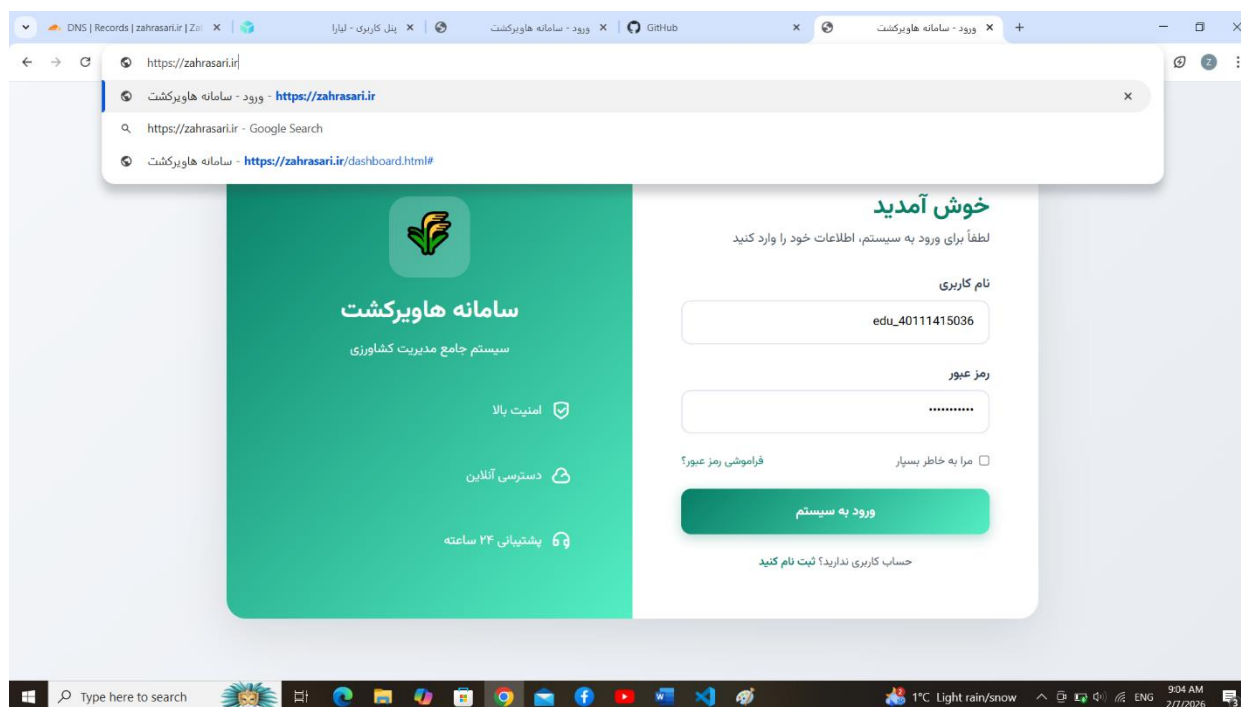 DNS | Records | zahrasari.ir | Za
پنل کاربری - لیارا
ورود - سامانه هاویرکشت
GitHub
ورود - سامانه هاویرکشت
https://zahrasari.ir
Z
https://zahrasari.ir - ورود - سامانه هاویرکشت
https://zahrasari.ir - Google Search
https://zahrasari.ir/dashboard.html# - سامانه هاویرکشت
خوش آمدید
لطفاً برای ورود به سیستم، اطلاعات خود را وارد کنید
نام کاربری
edu_40111415036
رمز عبور
•••••••••••
مرا به خاطر بسپار
فراموشی رمز عبور؟
ورود به سیستم
حساب کاربری ندارید؟ ثبت نام کنید
سامانه هاویرکشت
سیستم جامع مدیریت کشاورزی
امنیت بالا
دسترسی آنلاین
پشتیبانی ۲۴ ساعته
Type here to search
1°C Light rain/snow
ENG
9:04 AM
2/7/2026
3